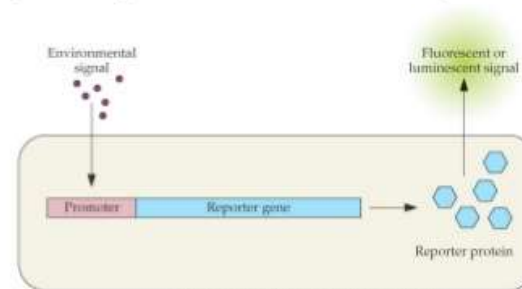 Environmental
signal
Fluorescent or
luminescent signal
Promoter
Reporter gene
Reporter protein